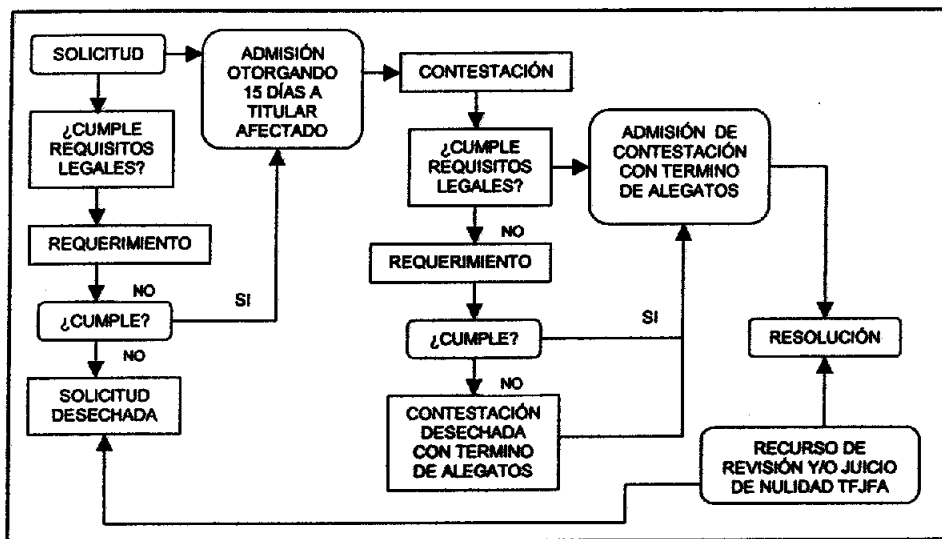 SOLICITUD
ADMISIÓN
OTORGANDO
15 DÍAS A
TITULAR
AFECTADO
¿CUMPLE
REQUISITOS
LEGALES?
REQUERIMIENTO
NO
SI
¿CUMPLE?
NO
SOLICITUD
DESECHADA
CONTESTACIÓN
¿CUMPLE
REQUISITOS
LEGALES?
NO
REQUERIMIENTO
SI
¿CUMPLE?
NO
CONTESTACIÓN
DESECHADA
CON TERMINO
DE ALEGATOS
ADMISIÓN DE
CONTESTACIÓN
CON TERMINO
DE ALEGATOS
RESOLUCIÓN
RECURSO DE
REVISIÓN Y/O JUICIO
DE NULIDAD TFJFA